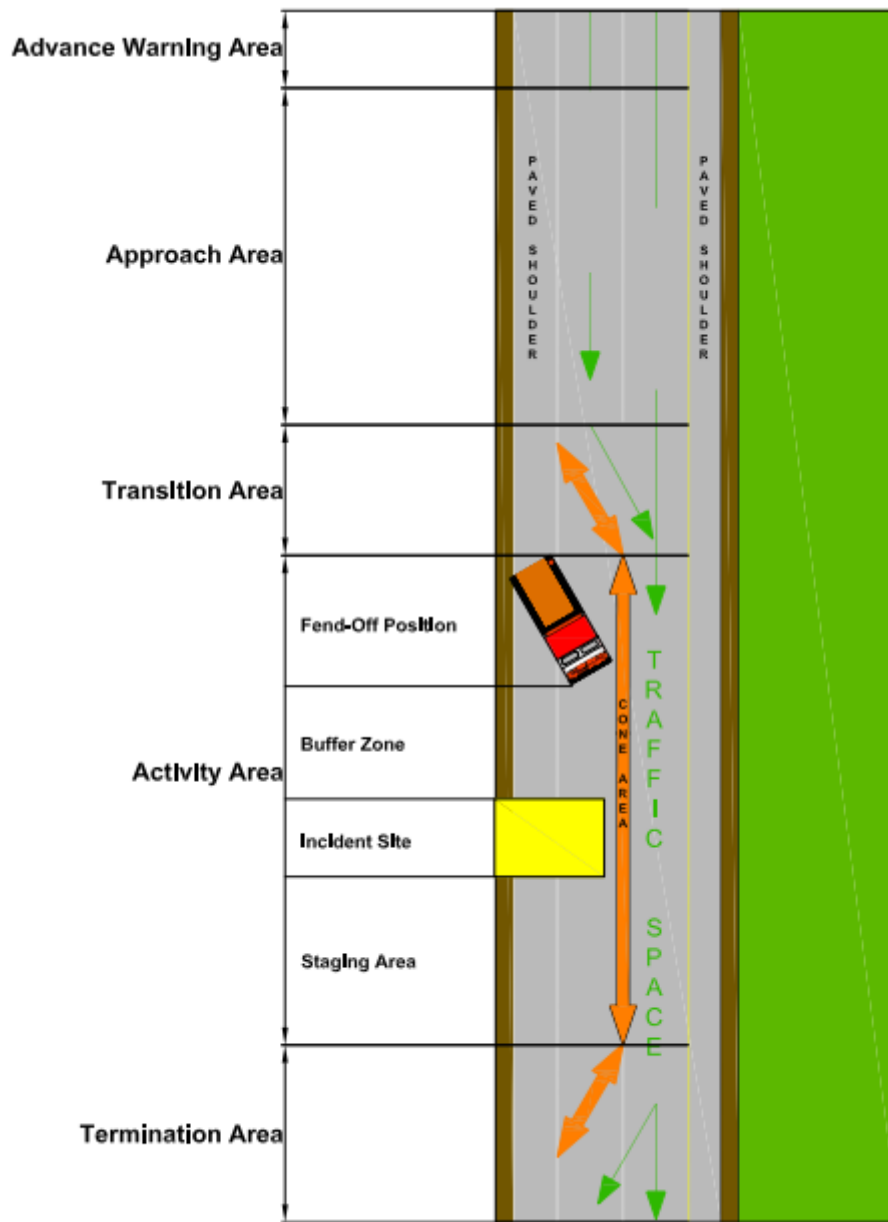 Advance Warning Area
Approach Area
PAVED SHOULDER
PAVED SHOULDER
Transition Area
Fend-Off Position
Buffer Zone
Activity Area
Incident Site
Staging Area
CONE AREA
TRAFFIC SPACE
Termination Area